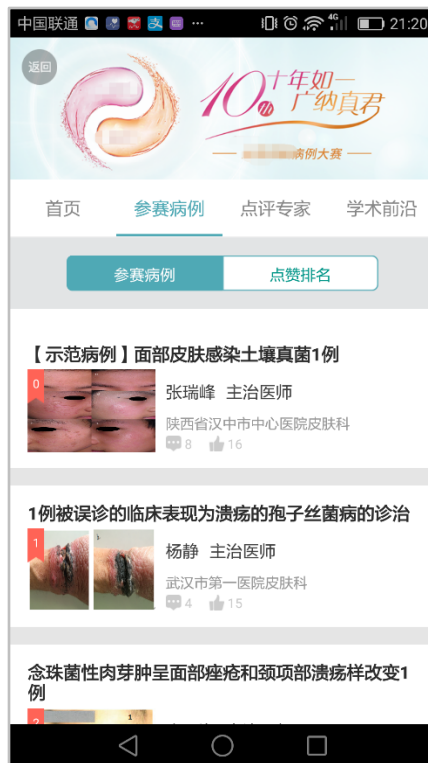 中国联通 ... 4G 21:20
返回
10 十年如一
广纳真君
病例大赛
首页 参赛病例 点评专家 学术前沿
参赛病例 点赞排名
【示范病例】面部皮肤感染土壤真菌1例
0
张瑞峰 主治医师
陕西省汉中市中心医院皮肤科
8 16
1例被误诊的临床表现为溃疡的孢子丝菌病的诊治
1
杨静 主治医师
武汉市第一医院皮肤科
4 15
念珠菌性肉芽肿呈面部痤疮和颈项部溃疡样改变1
例
2
1